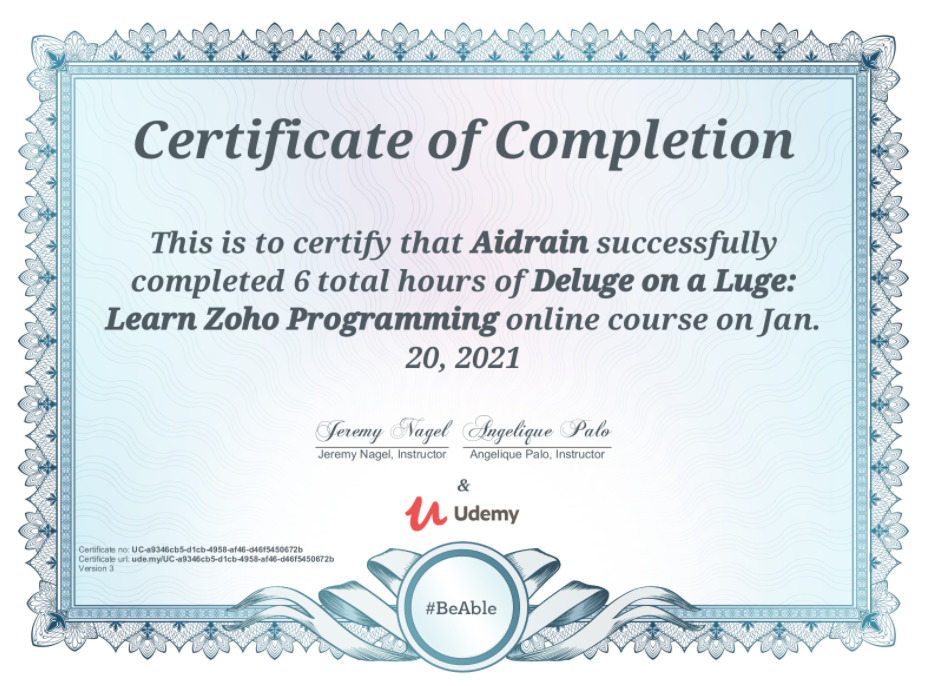 Certificate of Completion
This is to certify that Aidrain successfully
completed 6 total hours of Deluge on a Luge:
Learn Zoho Programming online course on Jan.
20, 2021
Jeremy Nagel Angelique Palo
Jeremy Nagel, Instructor Angelique Palo, Instructor
&
Udemy
Certificate no: UC-a9346cb5-d1cb-4958-af46-d46f5450672b
Certificate url: ude.my/UC-a9346cb5-d1cb-4958-af46-d46f5450672b
Version 3
#BeAble